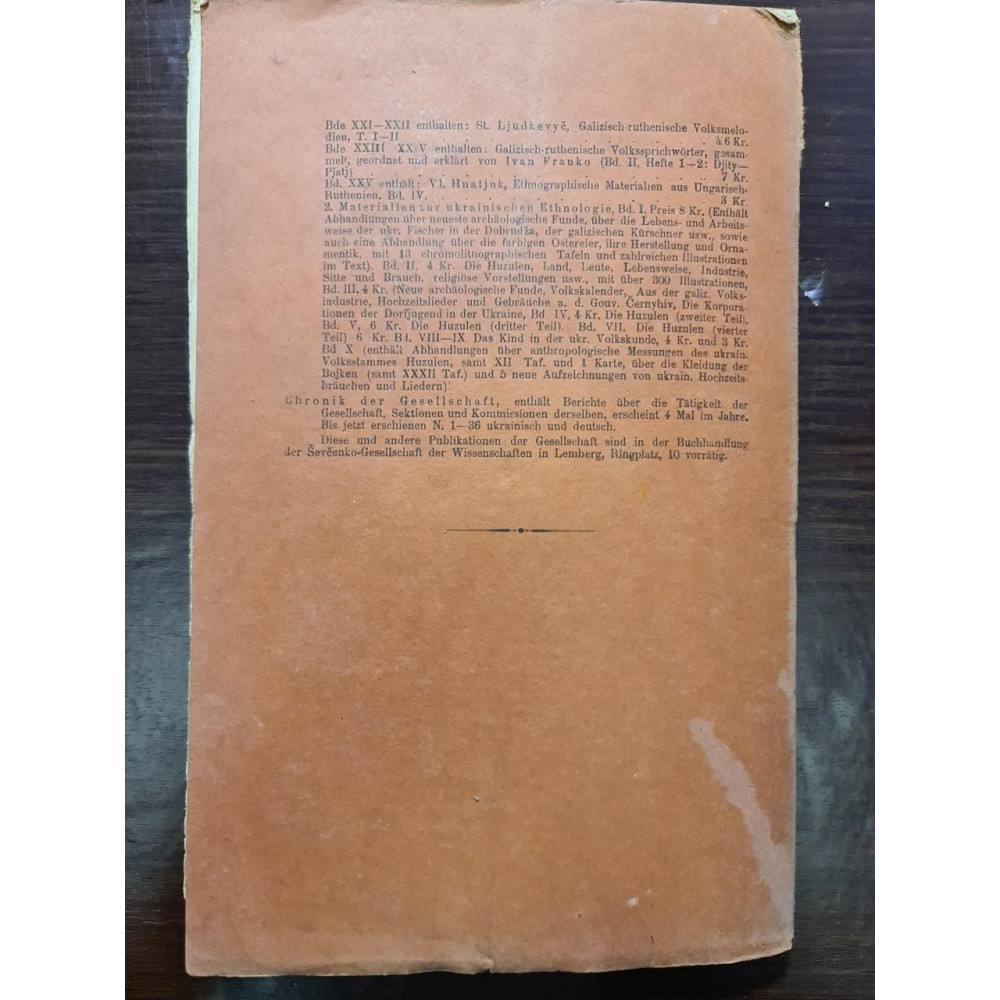 Bde XXI—XXII enthalten: St. Ljudkevyč, Galizisch-ruthenische Volksmelo-
dien, T. I—II . . . . . . . . . . . . à 6 Kr.
Bde XXIII XXIV enthalten: Galizisch-ruthenische Volkssprichwörter, gesam-
melt, geordnet und erklärt von Ivan Franko (Bd. II, Hefte 1—2: Djity—
Pjatj) . . . . . . . . . . . . 7 Kr.
Bd. XXV enthält: Vl. Hnatjuk, Ethnographische Materialien aus Ungarisch-
Ruthenien. Bd. IV. . . . . . . . . . . . 3 Kr.
2. Materialien zur ukrainischen Ethnologie, Bd. I, Preis 8 Kr. (Enthält
Abhandlungen über neueste archäologische Funde, über die Lebens- und Arbeits-
weise der ukr. Fischer in der Dobrudža, der galizischen Kürschner usw., sowie
auch eine Abhandlung über die farbigen Ostereier, ihre Herstellung und Orna-
mentik, mit 13 chromolithographischen Tafeln und zahlreichen Illustrationen
im Text). Bd. II, 4 Kr. Die Huzulen, Land, Leute, Lebensweise, Industrie,
Sitte und Brauch, religiöse Vorstellungen usw., mit über 300 Illustrationen,
Bd. III, 4 Kr. (Neue archäologische Funde, Volkskalender, Aus der galiz. Volks-
industrie, Hochzeitslieder und Gebräuche a. d. Gouv. Černyhiv, Die Korpora-
tionen der Dorfjugend in der Ukraine, Bd. IV, 4 Kr. Die Huzulen (zweiter Teil),
Bd. V, 6 Kr. Die Huzulen (dritter Teil). Bd. VII. Die Huzulen (vierter
Teil) 6 Kr. Bd. VIII—IX Das Kind in der ukr. Volkskunde, 4 Kr. und 3 Kr.
Bd X (enthält Abhandlungen über anthropologische Messungen des ukrain.
Volksstammes Huzulen, samt XII Taf. und 1 Karte, über die Kleidung der
Bojken (samt XXXII Taf.) und 5 neue Aufzeichnungen von ukrain. Hochzeits-
bräuchen und Liedern)
Chronik der Gesellschaft, enthält Berichte über die Tätigkeit der
Gesellschaft, Sektionen und Kommissionen derselben, erscheint 4 Mal im Jahre.
Bis jetzt erschienen N. 1—36 ukrainisch und deutsch.
Diese und andere Publikationen der Gesellschaft sind in der Buchhandlung
der Ševčenko-Gesellschaft der Wissenschaften in Lemberg, Ringplatz, 10 vorrätig.